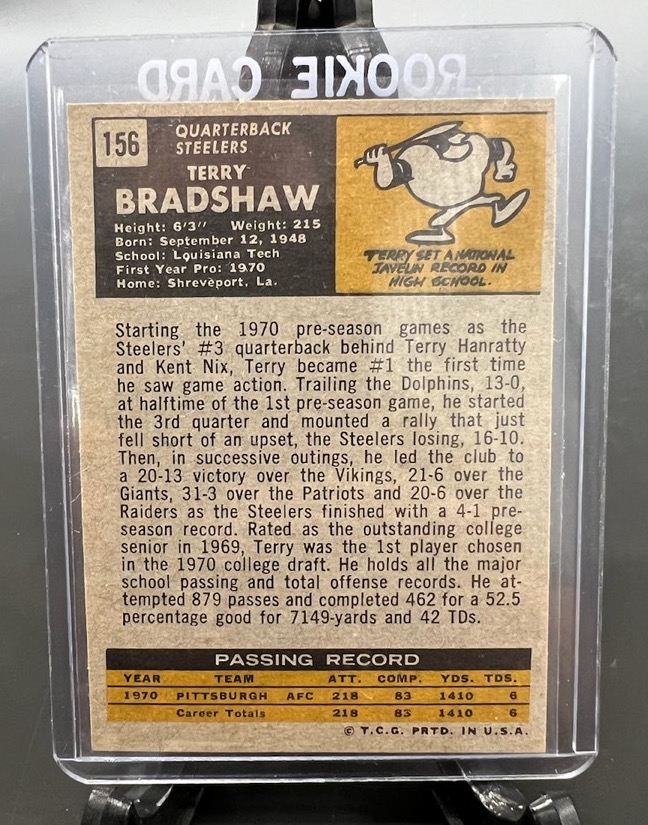 ROOKIE CARD
156
QUARTERBACK
STEELERS
TERRY
BRADSHAW
Height: 6'3" Weight: 215
Born: September 12, 1948
School: Louisiana Tech
First Year Pro: 1970
Home: Shreveport, La.
TERRY SET A NATIONAL
JAVELIN RECORD IN
HIGH SCHOOL.
Starting the 1970 pre-season games as the
Steelers' #3 quarterback behind Terry Hanratty
and Kent Nix, Terry became #1 the first time
he saw game action. Trailing the Dolphins, 13-0,
at halftime of the 1st pre-season game, he started
the 3rd quarter and mounted a rally that just
fell short of an upset, the Steelers losing, 16-10.
Then, in successive outings, he led the club to
a 20-13 victory over the Vikings, 21-6 over the
Giants, 31-3 over the Patriots and 20-6 over the
Raiders as the Steelers finished with a 4-1 pre-
season record. Rated as the outstanding college
senior in 1969, Terry was the 1st player chosen
in the 1970 college draft. He holds all the major
school passing and total offense records. He at-
tempted 879 passes and completed 462 for a 52.5
percentage good for 7149-yards and 42 TDs.
PASSING RECORD
YEAR TEAM ATT. COMP. YDS. TDS.
1970 PITTSBURGH AFC 218 83 1410 6
Career Totals 218 83 1410 6
© T.C.G. PRTD. IN U.S.A.